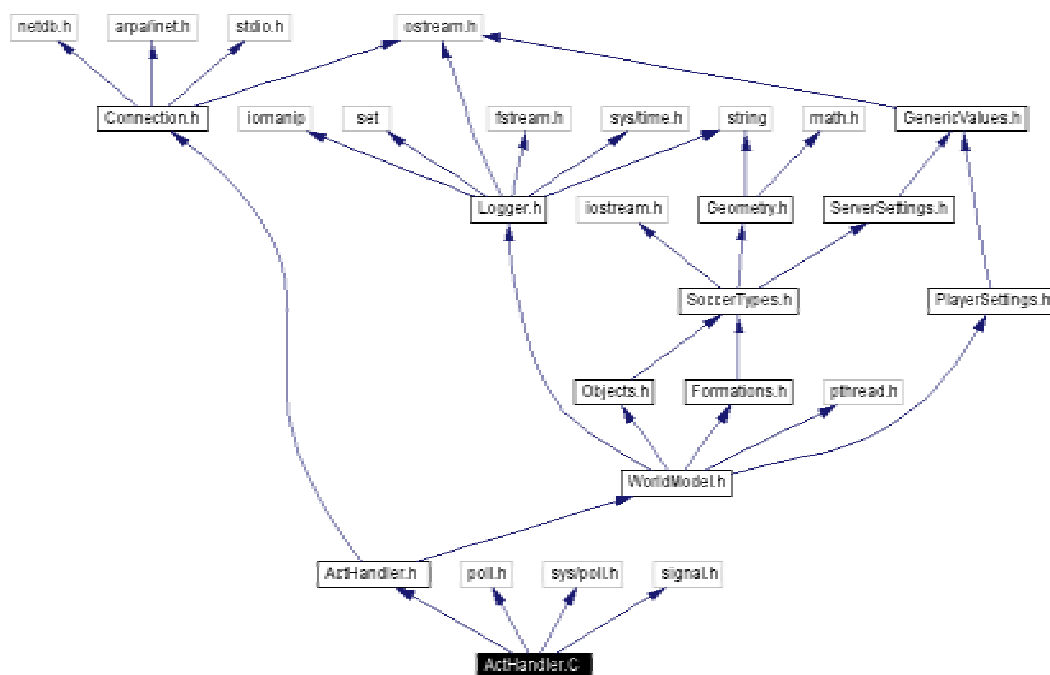 netdb.h
arpa/inet.h
stdio.h
iostream.h
Connection.h
iomanip
set
fstream.h
sys/time.h
string
math.h
GenericValues.h
Logger.h
iostream.h
Geometry.h
ServerSettings.h
SoccerTypes.h
PlayerSettings.h
Objects.h
Formations.h
pthread.h
WorldModel.h
ActHandler.h
poll.h
sys/poll.h
signal.h
ActHandler.C